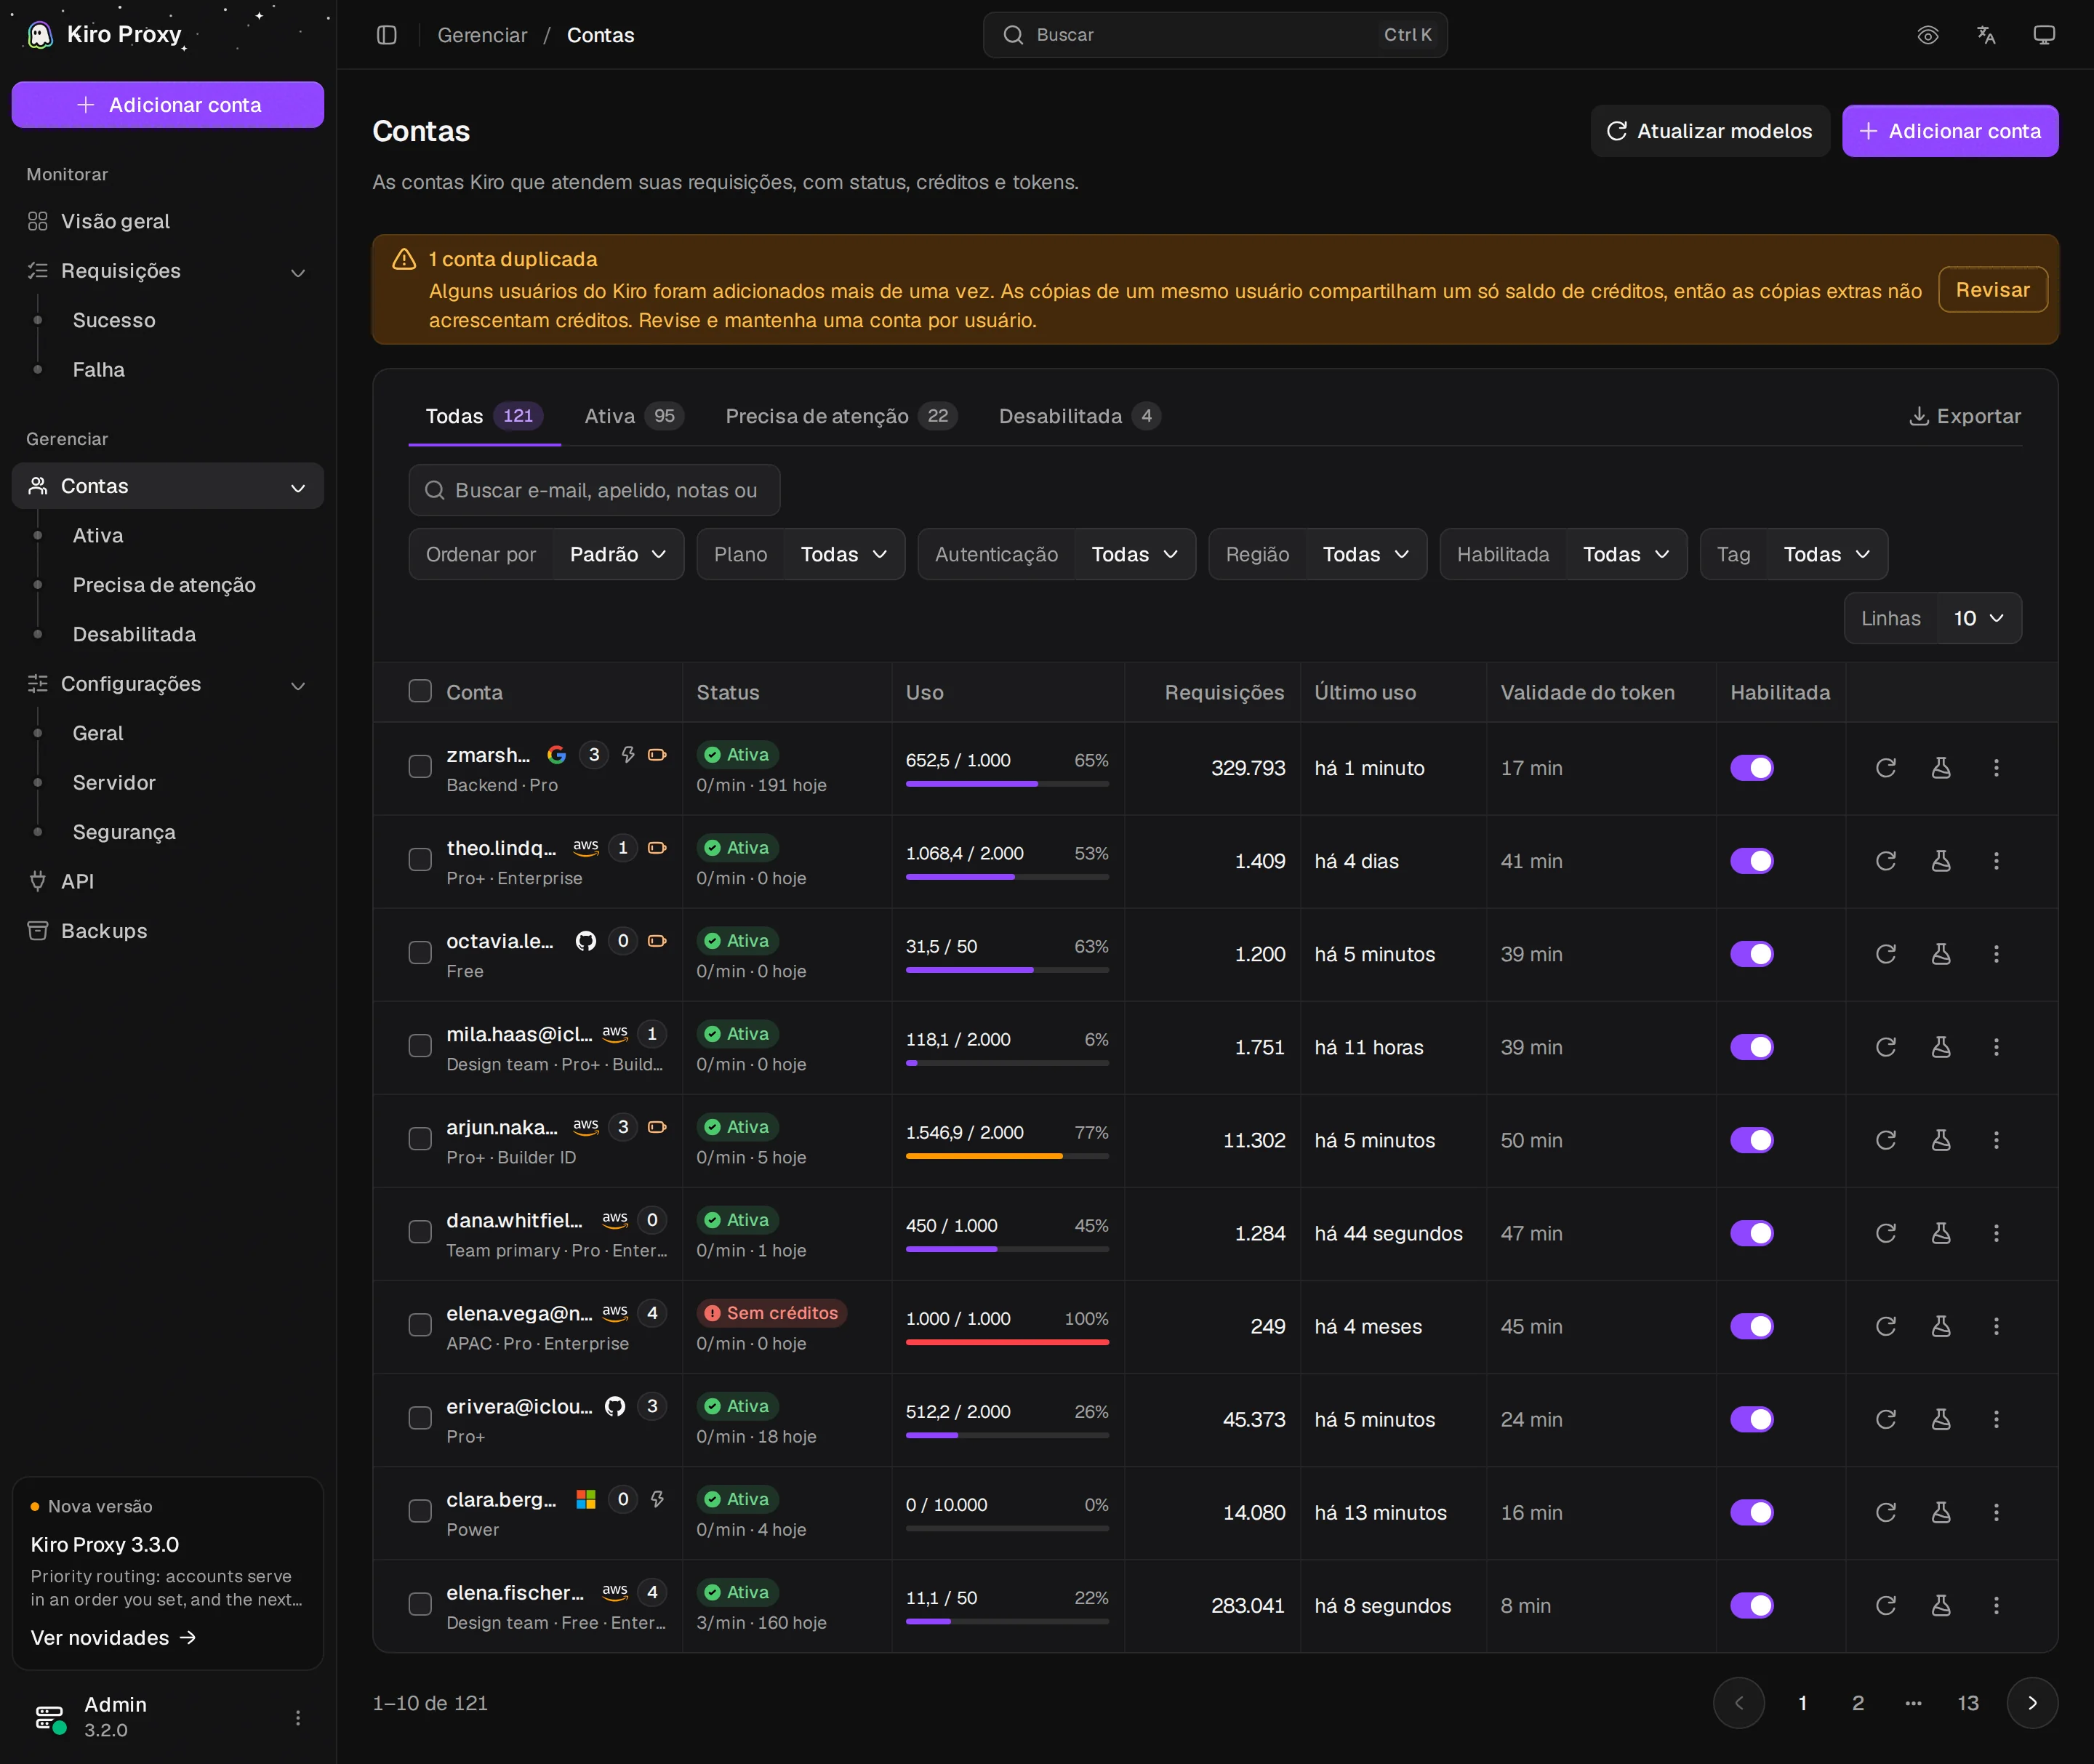 Kiro Proxy
Adicionar conta
Monitorar
Visão geral
Requisições
Sucesso
Falha
Gerenciar
Contas
Ativa
Precisa de atenção
Desabilitada
Configurações
Geral
Servidor
Segurança
API
Backups
Nova versão
Kiro Proxy 3.3.0
Priority routing: accounts serve
in an order you set, and the next...
Ver novidades
Admin
3.2.0
Gerenciar / Contas
Buscar Ctrl K
Contas
As contas Kiro que atendem suas requisições, com status, créditos e tokens.
Atualizar modelos
Adicionar conta
1 conta duplicada
Alguns usuários do Kiro foram adicionados mais de uma vez. As cópias de um mesmo usuário compartilham um só saldo de créditos, então as cópias extras não
acrescentam créditos. Revise e mantenha uma conta por usuário.
Revisar
Todas 121 Ativa 95 Precisa de atenção 22 Desabilitada 4 Exportar
Buscar e-mail, apelido, notas ou
Ordenar por Padrão Plano Todas Autenticação Todas Região Todas Habilitada Todas Tag Todas
Linhas 10
Conta Status Uso Requisições Último uso Validade do token Habilitada
zmarsh... 3 Ativa 652,5 / 1.000 65% 329.793 há 1 minuto 17 min
Backend · Pro 0/min · 191 hoje
theo.lindq... aws 1 Ativa 1.068,4 / 2.000 53% 1.409 há 4 dias 41 min
Pro+ · Enterprise 0/min · 0 hoje
octavia.le... 0 Ativa 31,5 / 50 63% 1.200 há 5 minutos 39 min
Free 0/min · 0 hoje
mila.haas@icl... aws 1 Ativa 118,1 / 2.000 6% 1.751 há 11 horas 39 min
Design team · Pro+ · Build... 0/min · 0 hoje
arjun.naka... aws 3 Ativa 1.546,9 / 2.000 77% 11.302 há 5 minutos 50 min
Pro+ · Builder ID 0/min · 5 hoje
dana.whitfiel... aws 0 Ativa 450 / 1.000 45% 1.284 há 44 segundos 47 min
Team primary · Pro · Enter... 0/min · 1 hoje
elena.vega@n... aws 4 Sem créditos 1.000 / 1.000 100% 249 há 4 meses 45 min
APAC · Pro · Enterprise 0/min · 0 hoje
erivera@iclou... 3 Ativa 512,2 / 2.000 26% 45.373 há 5 minutos 24 min
Pro+ 0/min · 18 hoje
clara.berg... 0 Ativa 0 / 10.000 0% 14.080 há 13 minutos 16 min
Power 0/min · 4 hoje
elena.fischer... aws 4 Ativa 11,1 / 50 22% 283.041 há 8 segundos 8 min
Design team · Free · Enter... 3/min · 160 hoje
1–10 de 121
1 2 ... 13